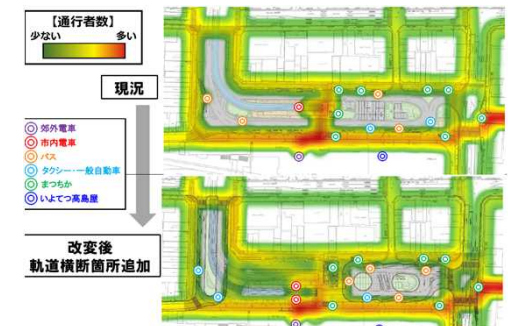 【通行者数】
少ない 多い
現況
郊外電車
市内電車
バス
タクシー・一般自動車
まつちか
いよてつ高島屋
改変後
軌道横断箇所追加